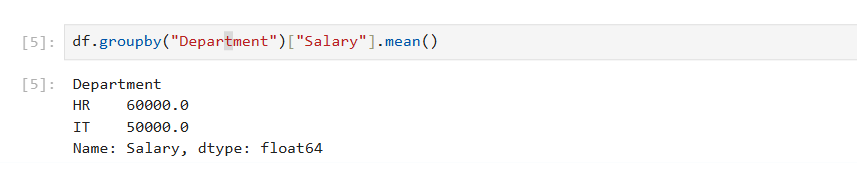 [5]: df.groupby("Department")["Salary"].mean()
[5]: Department
HR    60000.0
IT    50000.0
Name: Salary, dtype: float64